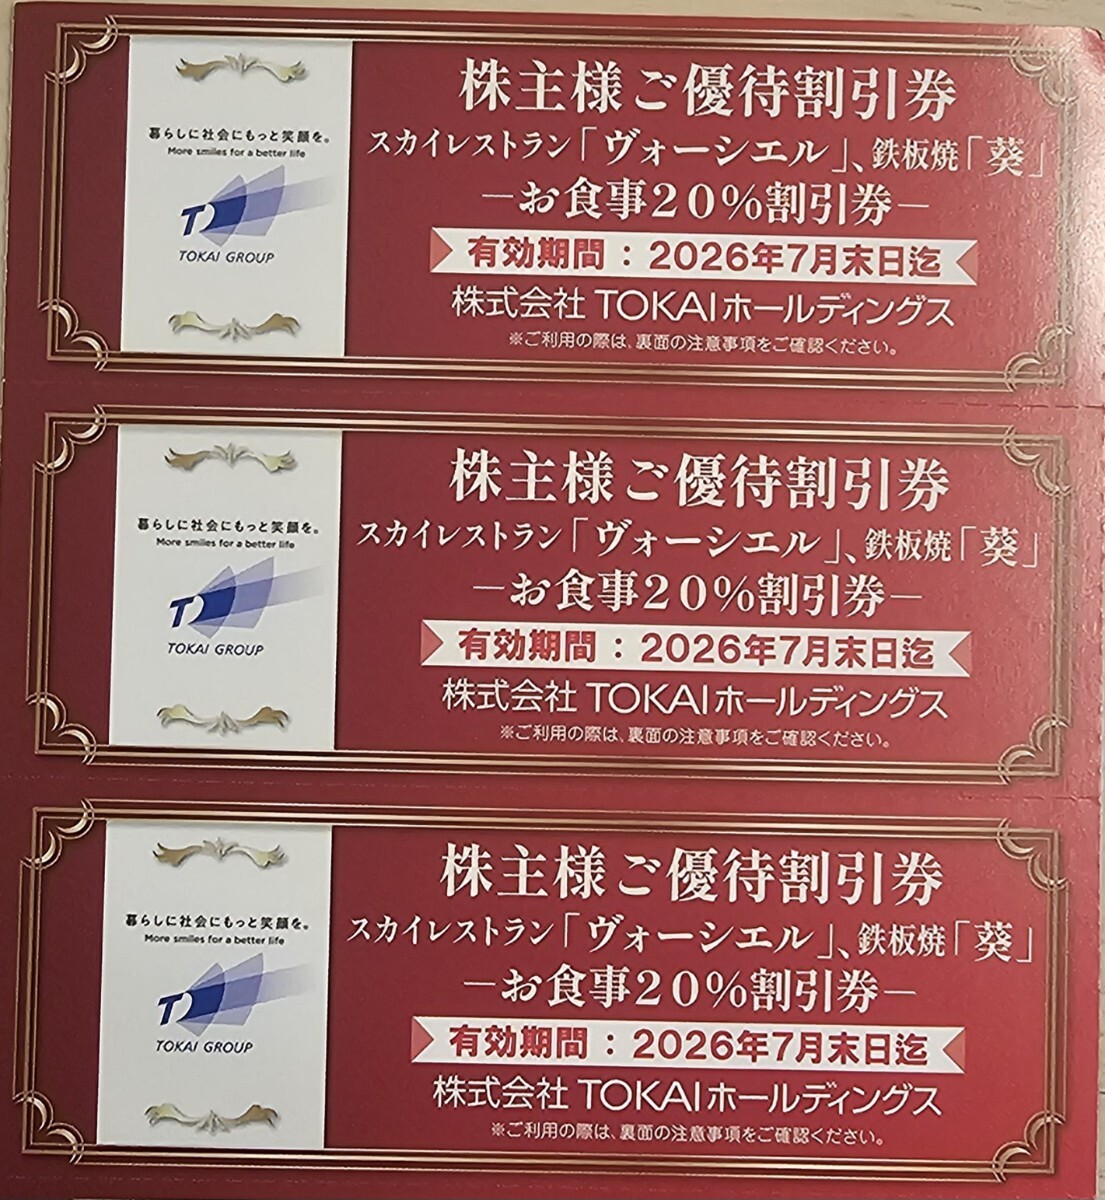 暮らしに社会にもっと笑顔を。
More smiles for a better life
TOKAI GROUP
株主様ご優待割引券
スカイレストラン「ヴォーシエル」、鉄板焼「葵」
−お食事20%割引券−
有効期間：2026年7月末日迄
株式会社 TOKAIホールディングス
※ご利用の際は、裏面の注意事項をご確認ください。
暮らしに社会にもっと笑顔を。
More smiles for a better life
TOKAI GROUP
株主様ご優待割引券
スカイレストラン「ヴォーシエル」、鉄板焼「葵」
−お食事20%割引券−
有効期間：2026年7月末日迄
株式会社 TOKAIホールディングス
※ご利用の際は、裏面の注意事項をご確認ください。
暮らしに社会にもっと笑顔を。
More smiles for a better life
TOKAI GROUP
株主様ご優待割引券
スカイレストラン「ヴォーシエル」、鉄板焼「葵」
−お食事20%割引券−
有効期間：2026年7月末日迄
株式会社 TOKAIホールディングス
※ご利用の際は、裏面の注意事項をご確認ください。